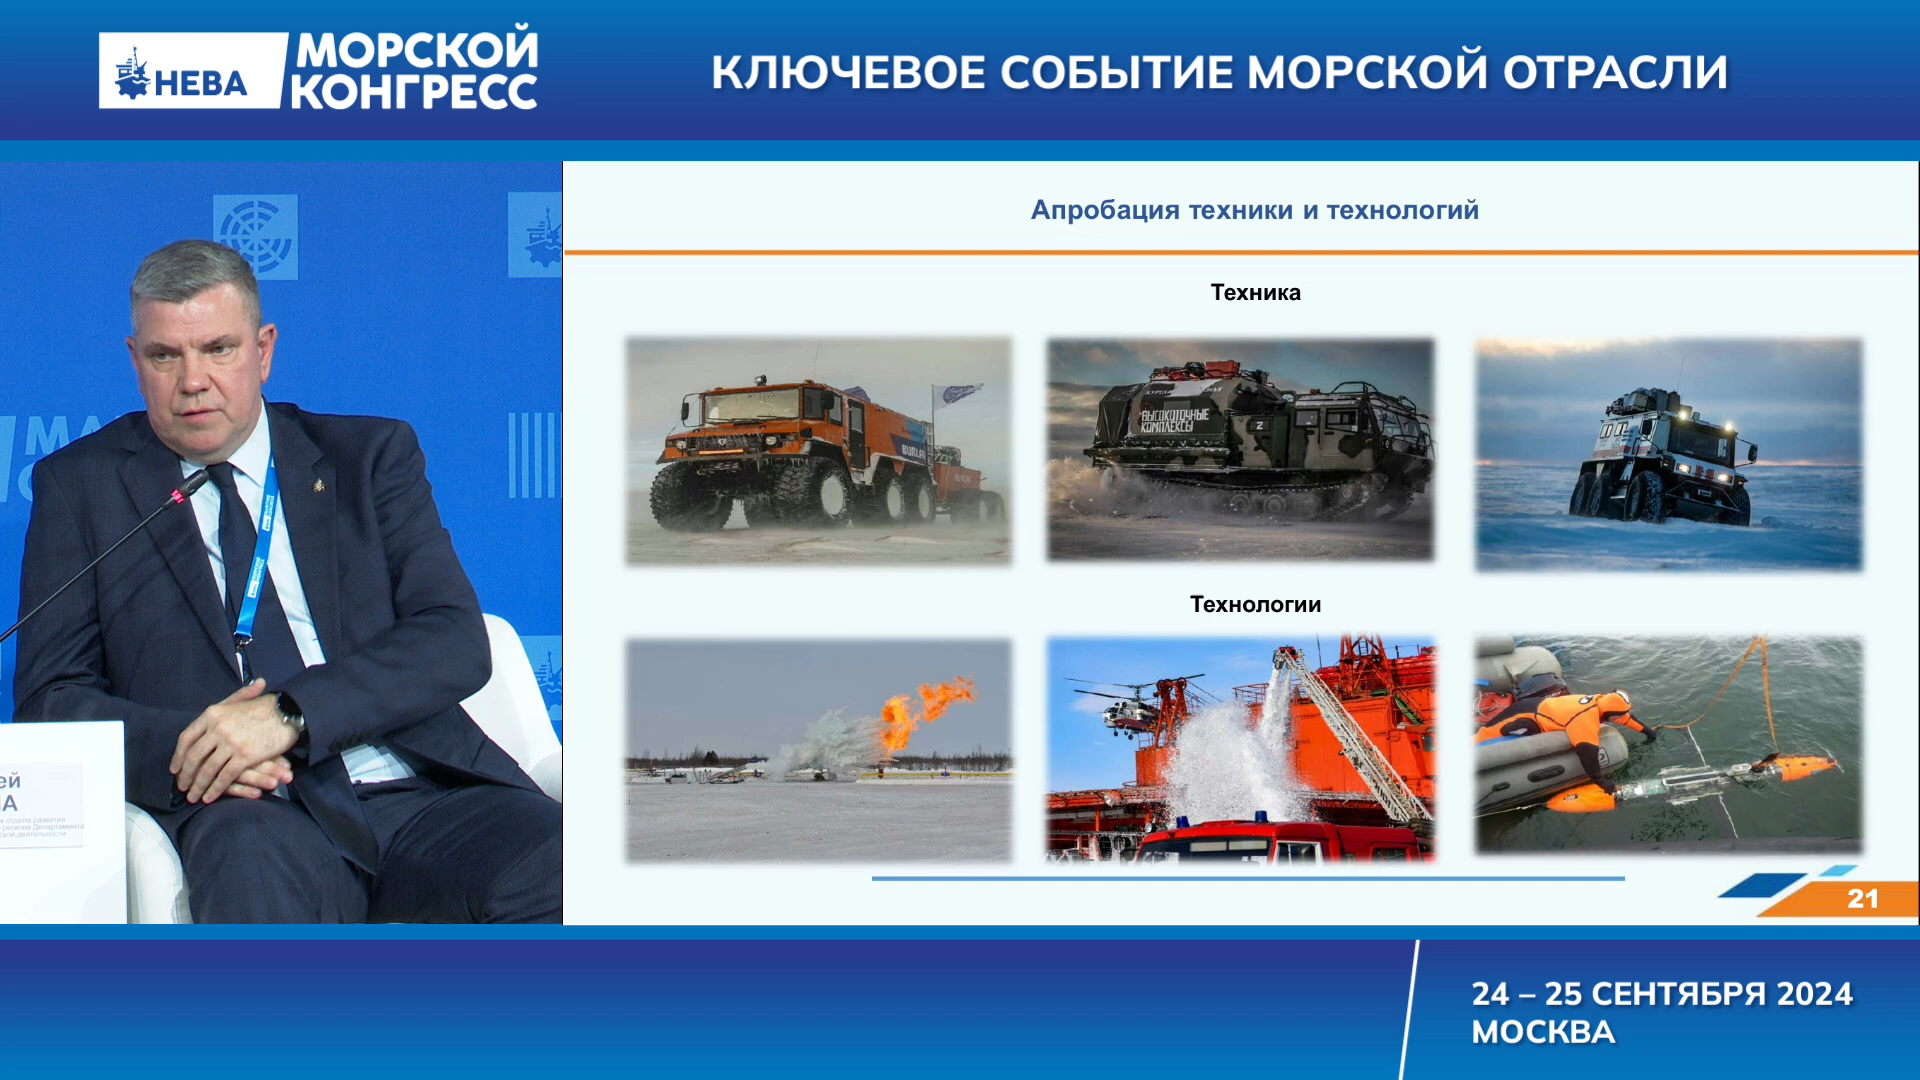 НЕВА
МОРСКОЙ
КОНГРЕСС
КЛЮЧЕВОЕ СОБЫТИЕ МОРСКОЙ ОТРАСЛИ
Апробация техники и технологий
Техника
ВЫСОКОТОЧНЫЕ
КОМПЛЕКСЫ
Z
Технологии
21
24 – 25 СЕНТЯБРЯ 2024
МОСКВА